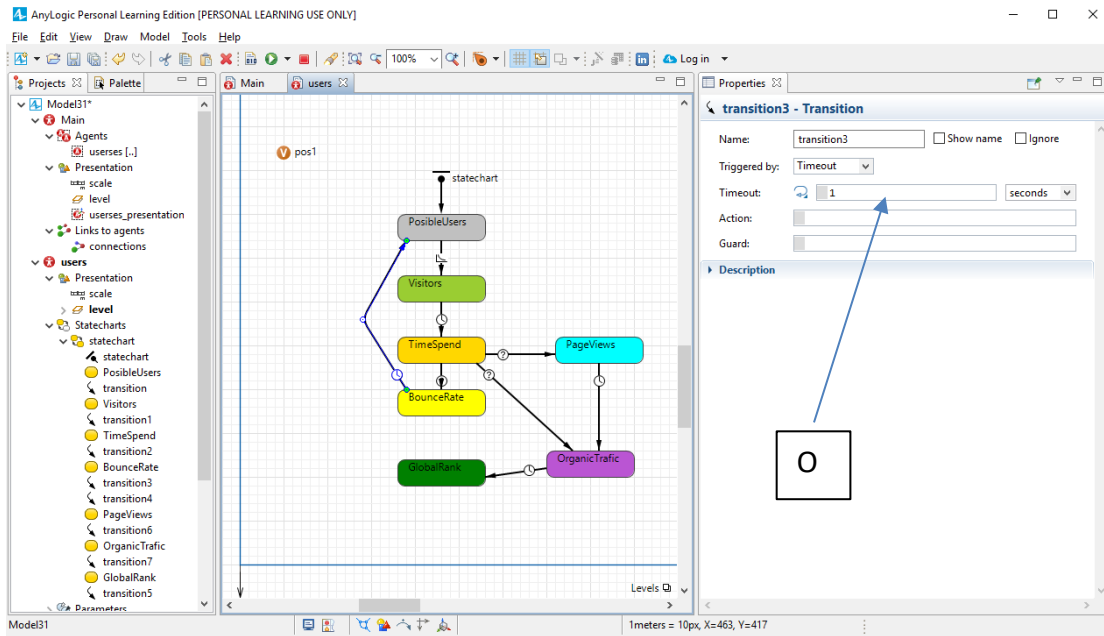 AnyLogic Personal Learning Edition [PERSONAL LEARNING USE ONLY]
File Edit View Draw Model Tools Help
100% Log in
Projects Palette
Model31*
Main
Agents
userses [..]
Presentation
scale
level
userses_presentation
Links to agents
connections
users
Presentation
scale
level
Statecharts
statechart
statechart
PosibleUsers
transition
Visitors
transition1
TimeSpend
transition2
BounceRate
transition3
transition4
PageViews
transition6
OrganicTrafic
transition7
GlobalRank
transition5
Parameters
Main users
V pos1
statechart
PosibleUsers
Visitors
TimeSpend
PageViews
BounceRate
OrganicTrafic
GlobalRank
Levels
Properties
transition3 - Transition
Name: transition3 Show name Ignore
Triggered by: Timeout
Timeout: 1 seconds
Action:
Guard:
Description
O
Model31 1meters = 10px, X=463, Y=417